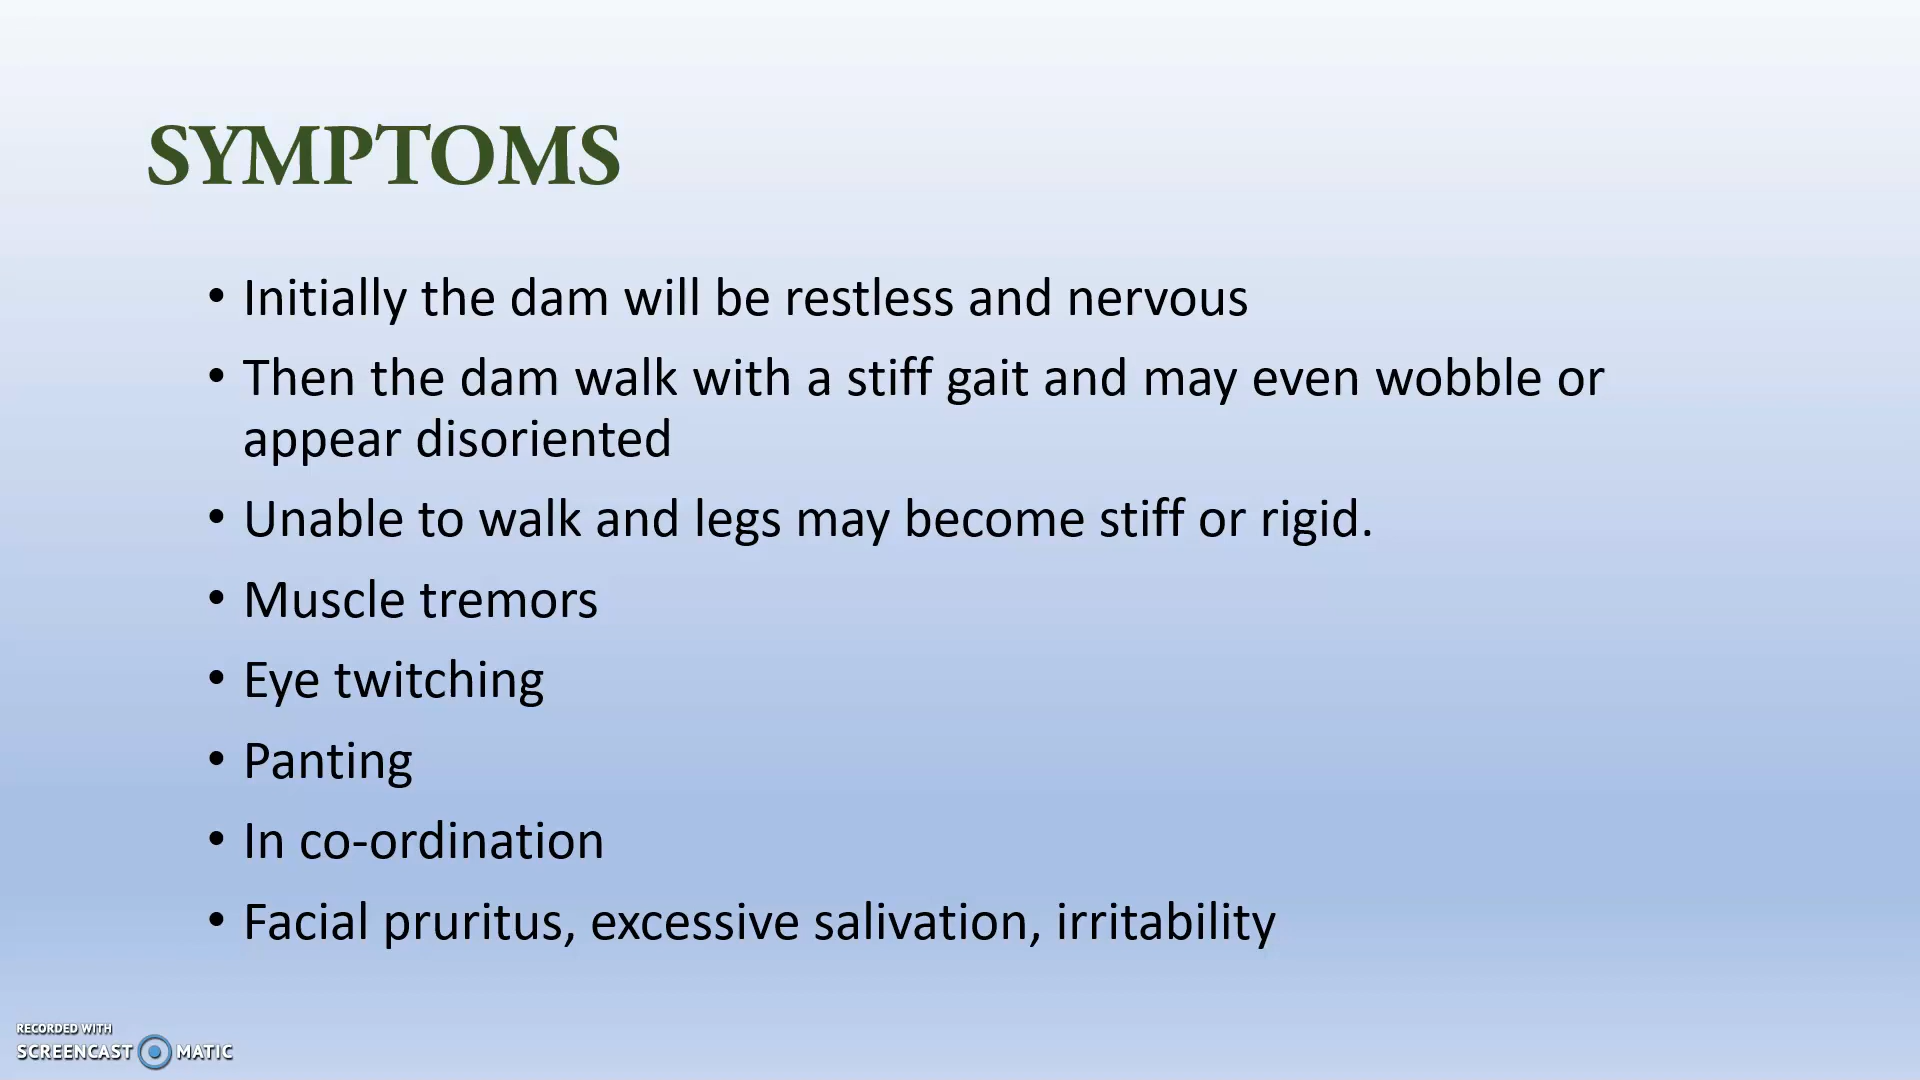 SYMPTOMS
• Initially the dam will be restless and nervous
• Then the dam walk with a stiff gait and may even wobble or
appear disoriented
• Unable to walk and legs may become stiff or rigid.
• Muscle tremors
• Eye twitching
• Panting
• In co-ordination
• Facial pruritus, excessive salivation, irritability
RECORDED WITH
SCREENCAST MATIC